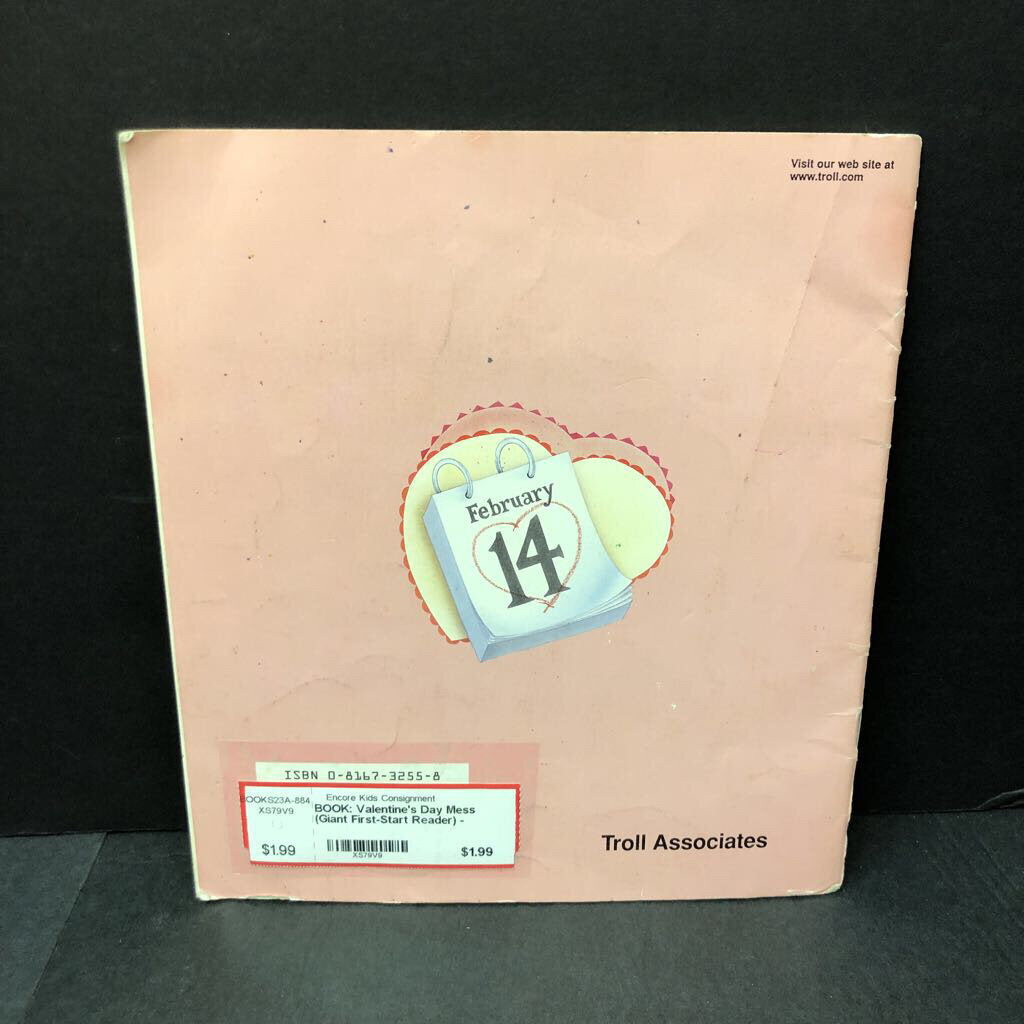 Visit our web site at
www.troll.com
February
14
ISBN 0-8167-3255-8
BOOKS23A-884
XS79V9
$1.99
Encore Kids Consignment
BOOK: Valentine's Day Mess
(Giant First-Start Reader) -
XS79V9
$1.99
Troll Associates